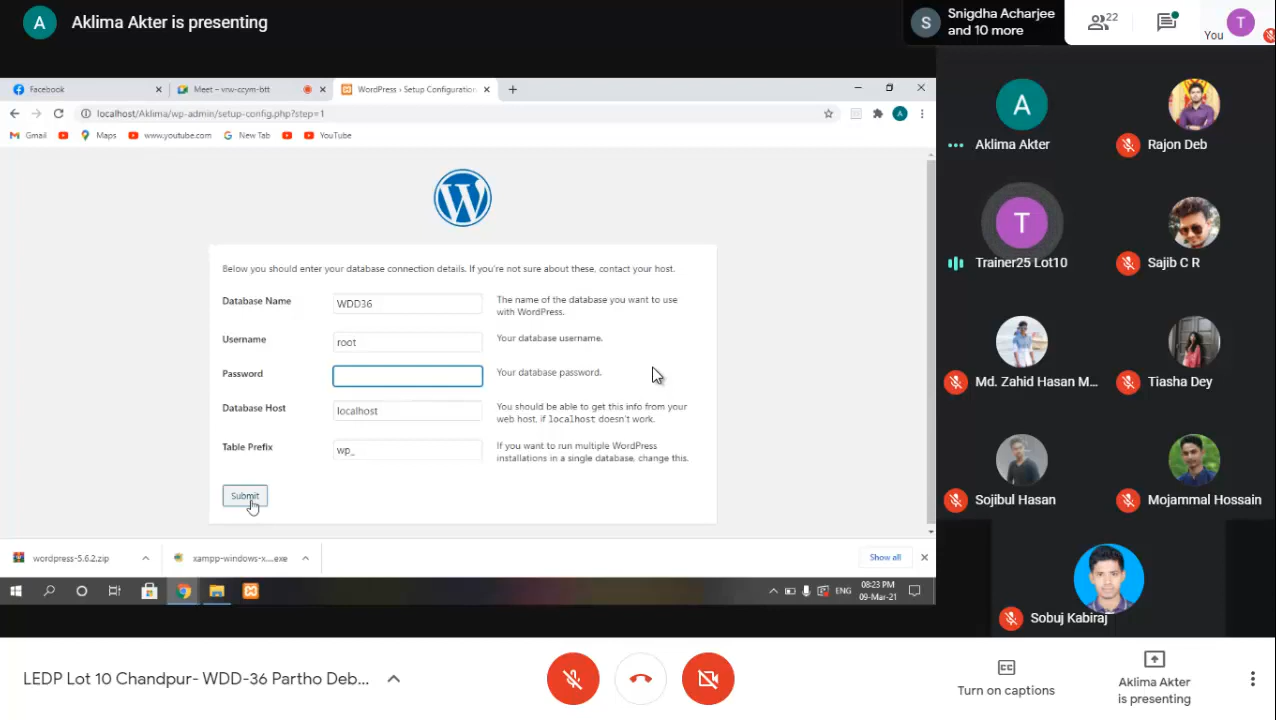 A
Aklima Akter is presenting
S
Snigdha Acharjee
and 10 more
22
You
T
Facebook
Meet – vrw-ccym-btt
WordPress › Setup Configuration
localhost/Aklima/wp-admin/setup-config.php?step=1
A
Gmail
Maps
www.youtube.com
New Tab
YouTube
W
Below you should enter your database connection details. If you're not sure about these, contact your host.
Database Name
WDD36
The name of the database you want to use
with WordPress.
Username
root
Your database username.
Password
Your database password.
Database Host
localhost
You should be able to get this info from your
web host, if localhost doesn't work.
Table Prefix
wp_
If you want to run multiple WordPress
installations in a single database, change this.
Submit
wordpress-5.6.2.zip
xampp-windows-x....exe
Show all
ENG
08:23 PM
09-Mar-21
A
Aklima Akter
Rajon Deb
T
Trainer25 Lot10
Sajib C R
Md. Zahid Hasan M...
Tiasha Dey
Sojibul Hasan
Mojammal Hossain
Sobuj Kabiraj
LEDP Lot 10 Chandpur- WDD-36 Partho Deb...
CC
Turn on captions
Aklima Akter
is presenting